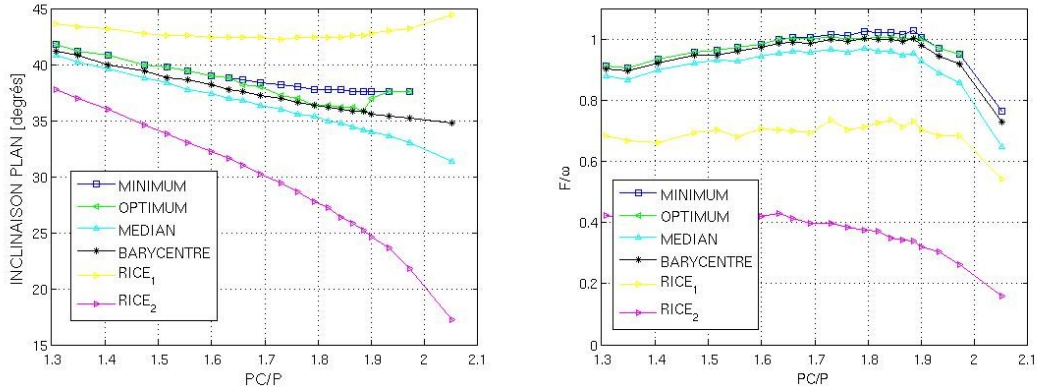 45
40
35
30
25
20
15
INCLINAISON PLAN [degrés]
MINIMUM
OPTIMUM
MEDIAN
BARYCENTRE
RICE1
RICE2
1.3 1.4 1.5 1.6 1.7 1.8 1.9 2 2.1
PC/P
1
0.8
0.6
0.4
0.2
0
F/ω
MINIMUM
OPTIMUM
MEDIAN
BARYCENTRE
RICE1
RICE2
1.3 1.4 1.5 1.6 1.7 1.8 1.9 2 2.1
PC/P